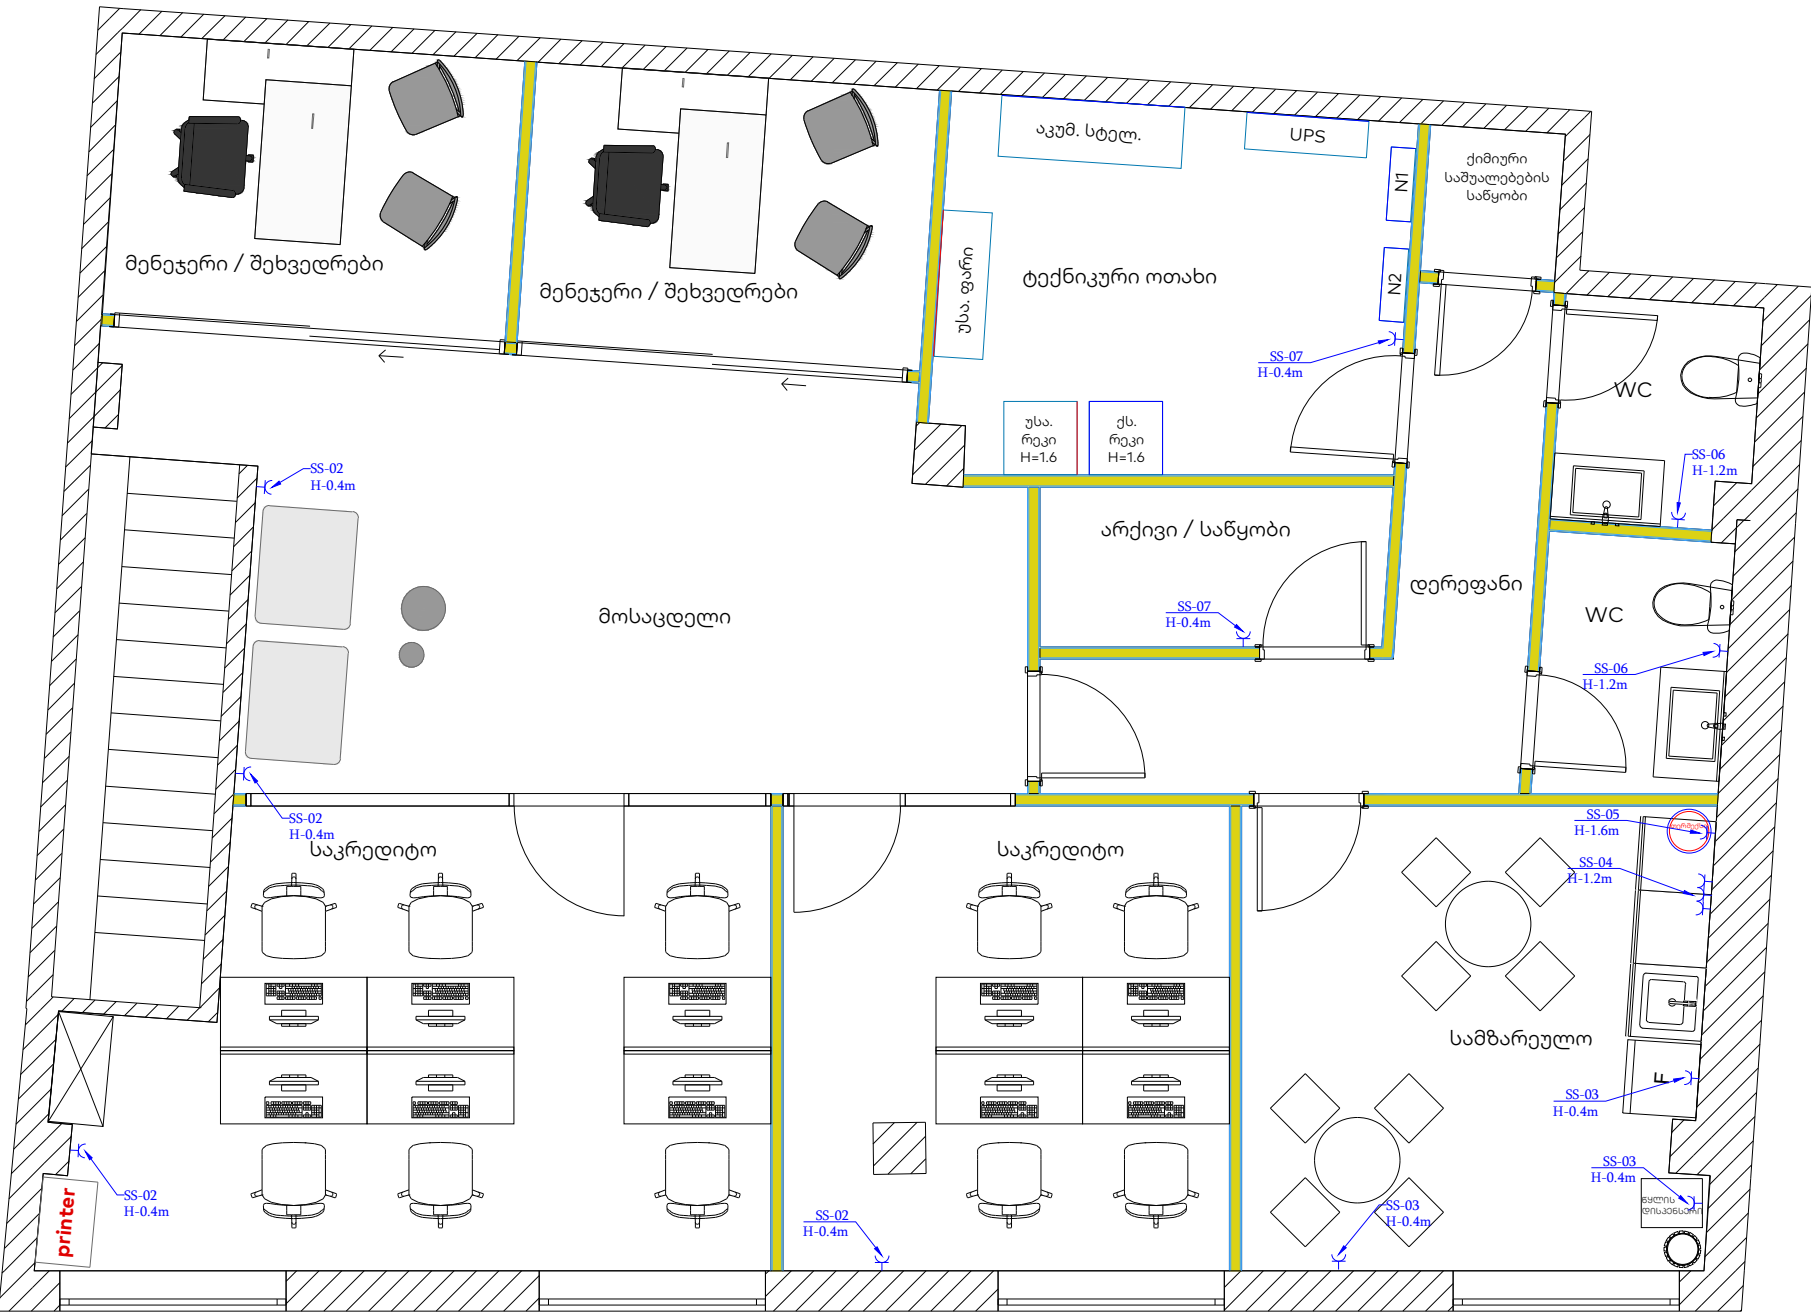 აკუმ. სტელ.
UPS
ქიმიური
საშუალებების
საწყობი
N1
N2
მენეჯერი / შეხვედრები
მენეჯერი / შეხვედრები
უსა. ფარი
ტექნიკური ოთახი
SS-07
H-0.4m
WC
უსა.
რეკი
H=1.6
ქს.
რეკი
H=1.6
SS-02
H-0.4m
SS-06
H-1.2m
არქივი / საწყობი
დერეფანი
მოსაცდელი
SS-07
H-0.4m
WC
SS-06
H-1.2m
SS-02
H-0.4m
საკრედიტო
საკრედიტო
SS-05
H-1.6m
SS-04
H-1.2m
სამზარეულო
F
SS-03
H-0.4m
SS-03
H-0.4m
წყლის
დისპენსერი
printer
SS-02
H-0.4m
SS-02
H-0.4m
SS-03
H-0.4m